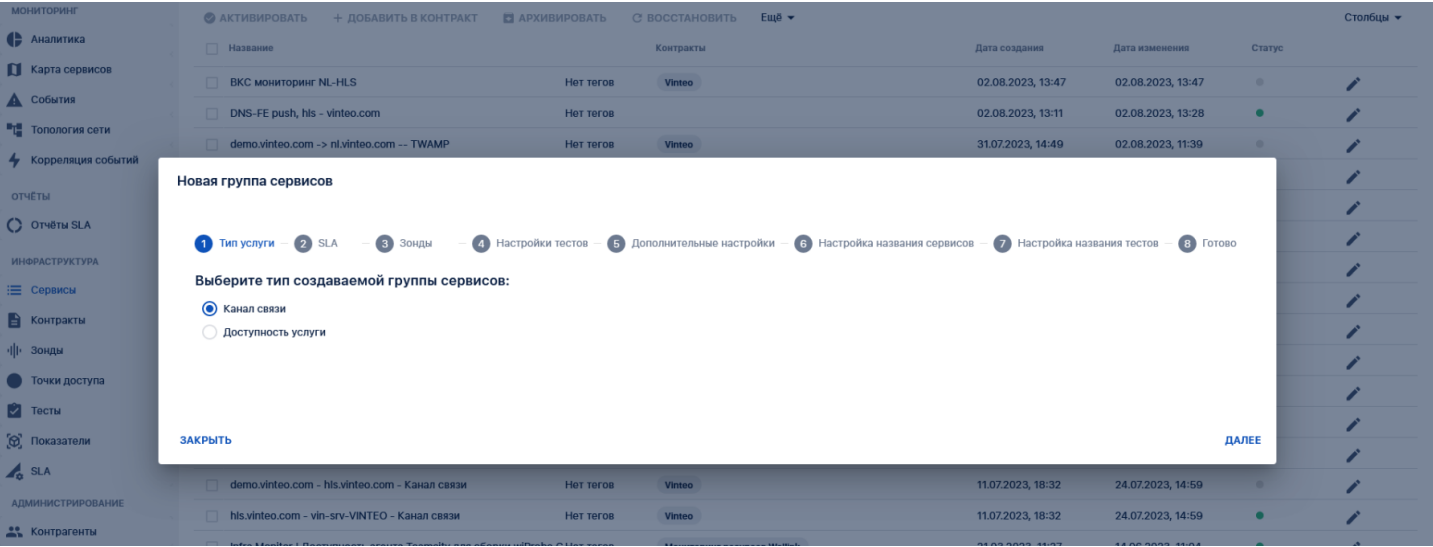 МОНИТОРИНГ
Аналитика
Карта сервисов
События
Топология сети
Корреляция событий
ОТЧЁТЫ
Отчёты SLA
ИНФРАСТРУКТУРА
Сервисы
Контракты
Зонды
Точки доступа
Тесты
Показатели
SLA
АДМИНИСТРИРОВАНИЕ
Контрагенты
АКТИВИРОВАТЬ + ДОБАВИТЬ В КОНТРАКТ АРХИВИРОВАТЬ ВОССТАНОВИТЬ Ещё Столбцы
Название Контракты Дата создания Дата изменения Статус
ВКС мониторинг NL-HLS Нет тегов Vinteo 02.08.2023, 13:47 02.08.2023, 13:47
DNS-FE push, hls - vinteo.com Нет тегов 02.08.2023, 13:11 02.08.2023, 13:28
demo.vinteo.com -> nl.vinteo.com -- TWAMP Нет тегов Vinteo 31.07.2023, 14:49 02.08.2023, 11:39
Новая группа сервисов
1 Тип услуги 2 SLA 3 Зонды 4 Настройки тестов 5 Дополнительные настройки 6 Настройка названия сервисов 7 Настройка названия тестов 8 Готово
Выберите тип создаваемой группы сервисов:
Канал связи
Доступность услуги
ЗАКРЫТЬ ДАЛЕЕ
demo.vinteo.com - hls.vinteo.com - Канал связи Нет тегов Vinteo 11.07.2023, 18:32 24.07.2023, 14:59
hls.vinteo.com - vin-srv-VINTEO - Канал связи Нет тегов Vinteo 11.07.2023, 18:32 24.07.2023, 14:59